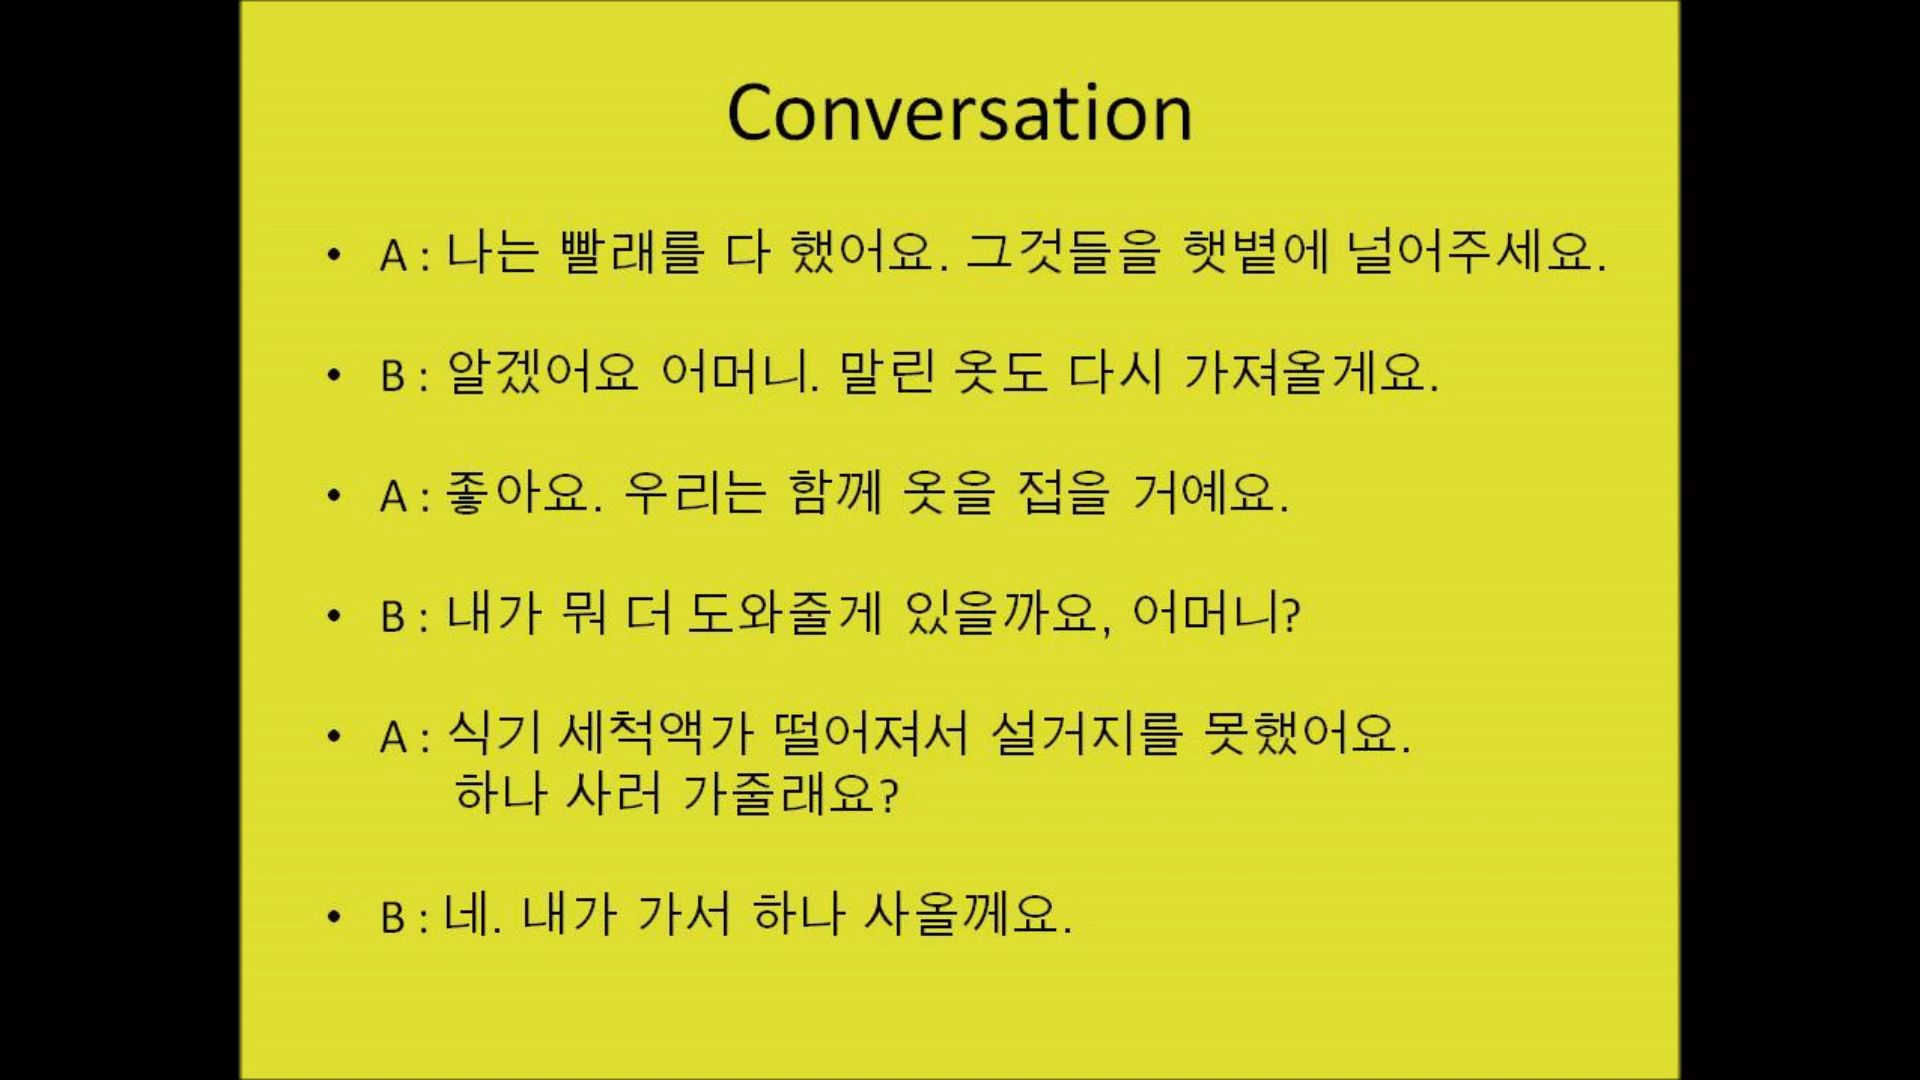 Conversation
• A : 나는 빨래를 다 했어요. 그것들을 햇볕에 널어주세요.
• B : 알겠어요 어머니. 말린 옷도 다시 가져올게요.
• A : 좋아요. 우리는 함께 옷을 접을 거예요.
• B : 내가 뭐 더 도와줄게 있을까요, 어머니?
• A : 식기 세척액가 떨어져서 설거지를 못했어요.
하나 사러 가줄래요?
• B : 네. 내가 가서 하나 사올께요.